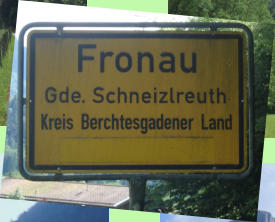 Fronau
Gde. Schneizlreuth
Kreis Berchtesgadener Land